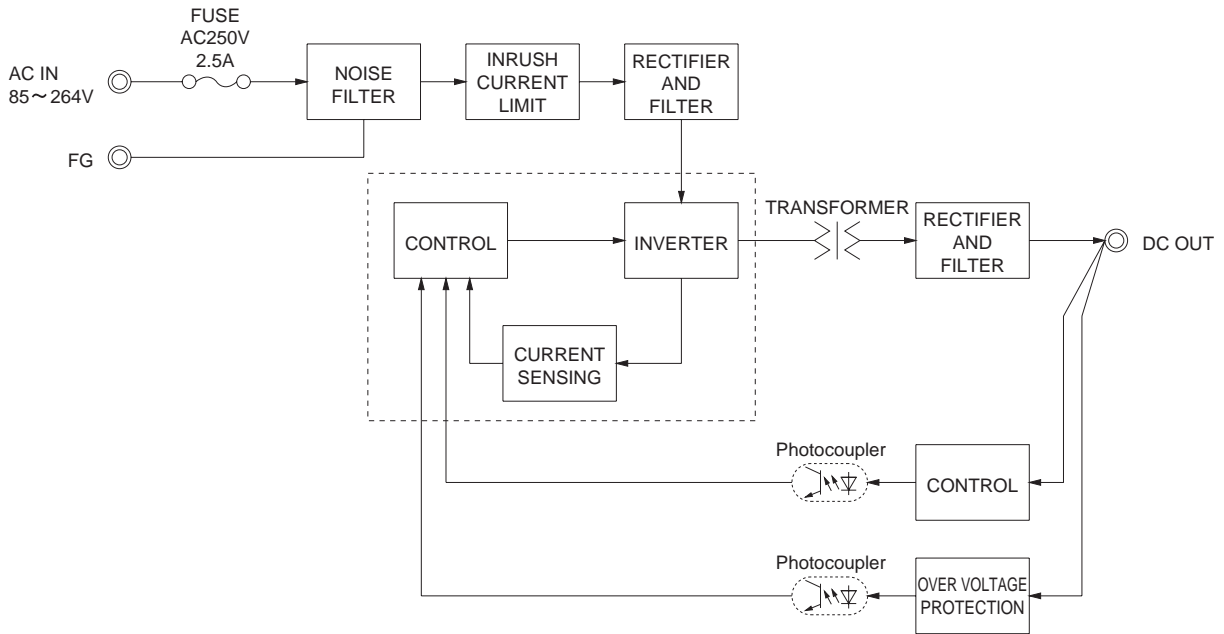 FUSE
AC250V
2.5A
AC IN
85～264V
NOISE
FILTER
INRUSH
CURRENT
LIMIT
RECTIFIER
AND
FILTER
FG
CONTROL
INVERTER
TRANSFORMER
RECTIFIER
AND
FILTER
DC OUT
CURRENT
SENSING
Photocoupler
CONTROL
Photocoupler
OVER VOLTAGE
PROTECTION